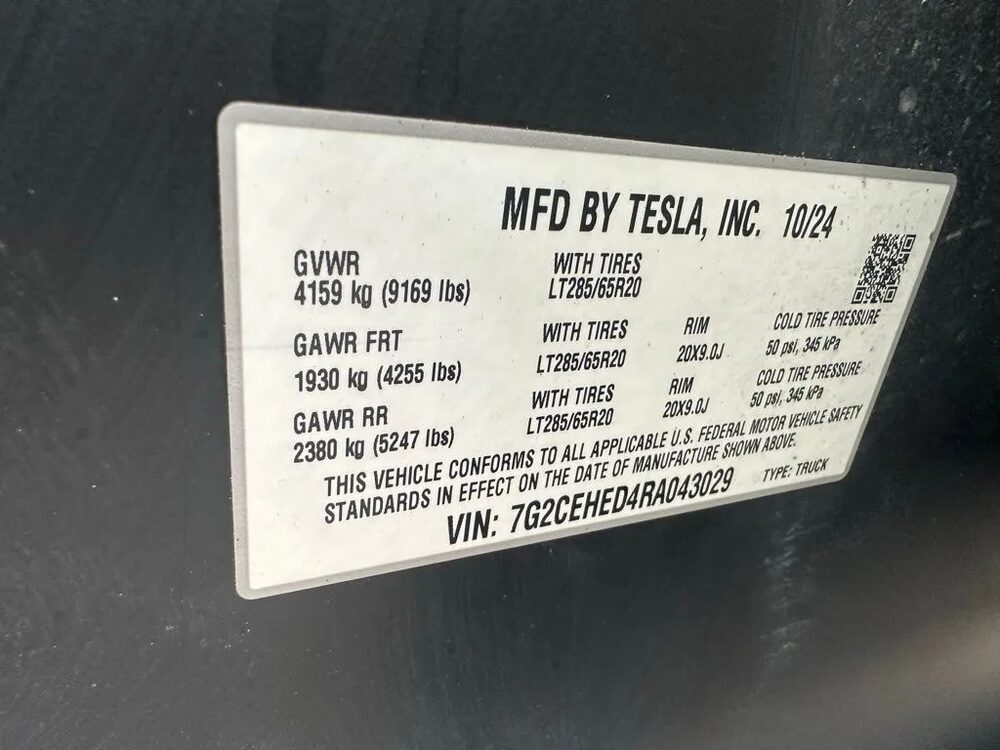 MFD BY TESLA, INC. 10/24
GVWR
4159 kg (9169 lbs)
WITH TIRES
LT285/65R20
GAWR FRT
1930 kg (4255 lbs)
WITH TIRES
LT285/65R20
RIM
20X9.0J
COLD TIRE PRESSURE
50 psi, 345 kPa
GAWR RR
2380 kg (5247 lbs)
WITH TIRES
LT285/65R20
RIM
20X9.0J
COLD TIRE PRESSURE
50 psi, 345 kPa
THIS VEHICLE CONFORMS TO ALL APPLICABLE U.S. FEDERAL MOTOR VEHICLE SAFETY
STANDARDS IN EFFECT ON THE DATE OF MANUFACTURE SHOWN ABOVE.
VIN: 7G2CEHED4RA043029 TYPE: TRUCK